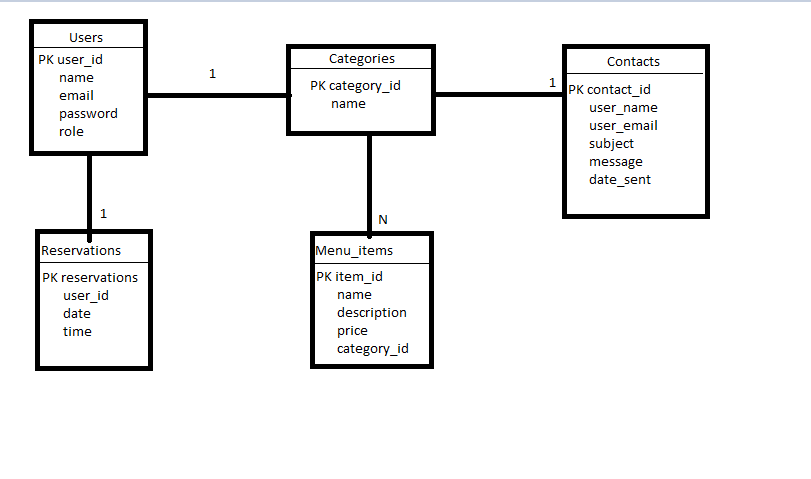 Users
PK user_id
name
email
password
role
1
Categories
PK category_id
name
1
Contacts
PK contact_id
user_name
user_email
subject
message
date_sent
1
Reservations
PK reservations
user_id
date
time
N
Menu_items
PK item_id
name
description
price
category_id